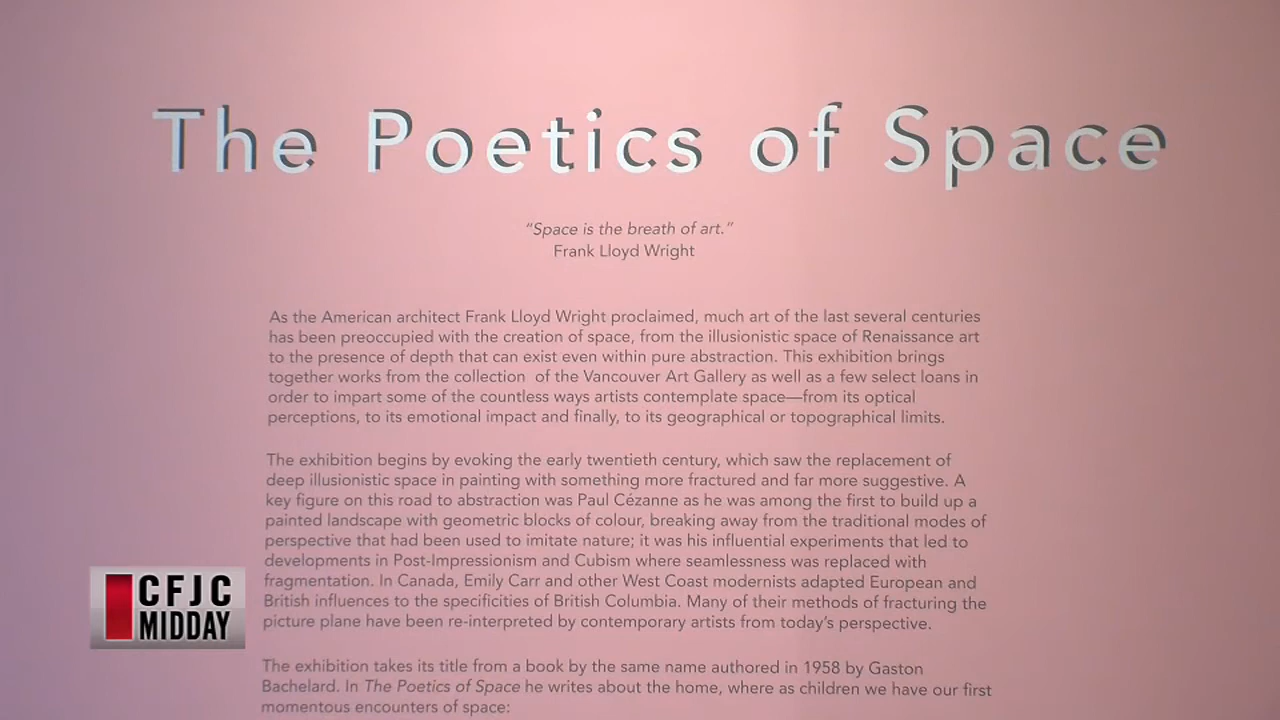 The Poetics of Space
“Space is the breath of art.”
Frank Lloyd Wright
As the American architect Frank Lloyd Wright proclaimed, much art of the last several centuries
has been preoccupied with the creation of space, from the illusionistic space of Renaissance art
to the presence of depth that can exist even within pure abstraction. This exhibition brings
together works from the collection of the Vancouver Art Gallery as well as a few select loans in
order to impart some of the countless ways artists contemplate space—from its optical
perceptions, to its emotional impact and finally, to its geographical or topographical limits.
The exhibition begins by evoking the early twentieth century, which saw the replacement of
deep illusionistic space in painting with something more fractured and far more suggestive. A
key figure on this road to abstraction was Paul Cézanne as he was among the first to build up a
painted landscape with geometric blocks of colour, breaking away from the traditional modes of
perspective that had been used to imitate nature; it was his influential experiments that led to
developments in Post-Impressionism and Cubism where seamlessness was replaced with
fragmentation. In Canada, Emily Carr and other West Coast modernists adapted European and
British influences to the specificities of British Columbia. Many of their methods of fracturing the
picture plane have been re-interpreted by contemporary artists from today’s perspective.
The exhibition takes its title from a book by the same name authored in 1958 by Gaston
Bachelard. In The Poetics of Space he writes about the home, where as children we have our first
momentous encounters of space:
CFJC
MIDDAY